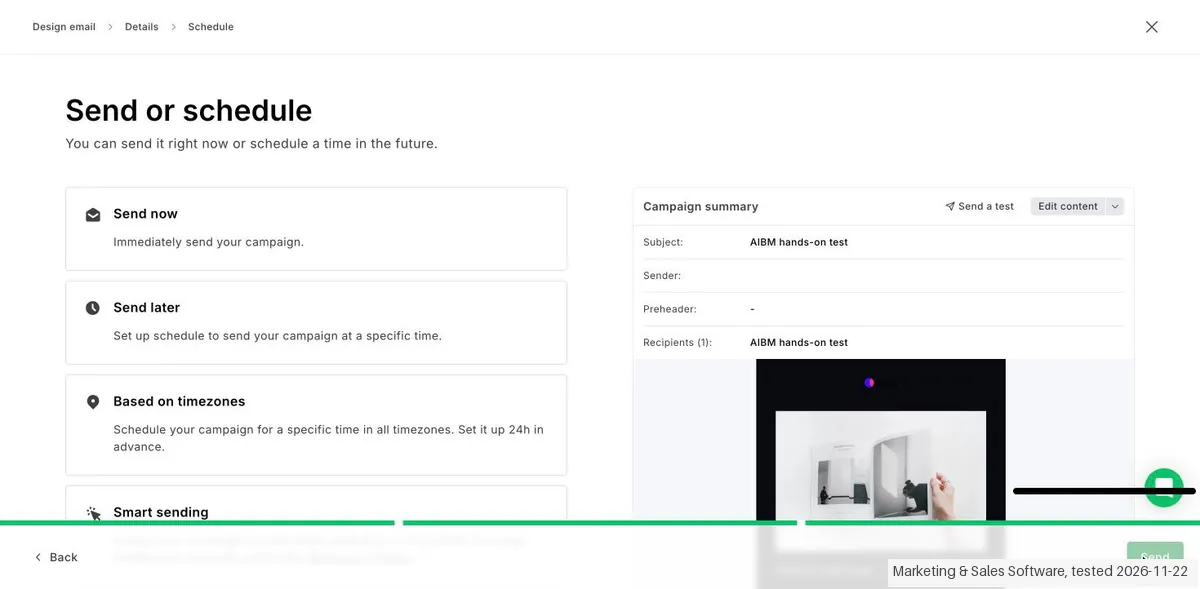 Design email > Details > Schedule
Send or schedule
You can send it right now or schedule a time in the future.
Send now
Immediately send your campaign.
Send later
Set up schedule to send your campaign at a specific time.
Based on timezones
Schedule your campaign for a specific time in all timezones. Set it up 24h in
advance.
Smart sending
Campaign summary
Send a test
Edit content
Subject: AIBM hands-on test
Sender:
Preheader: -
Recipients (1): AIBM hands-on test
Back
Send
Marketing & Sales Software, tested 2026-11-22